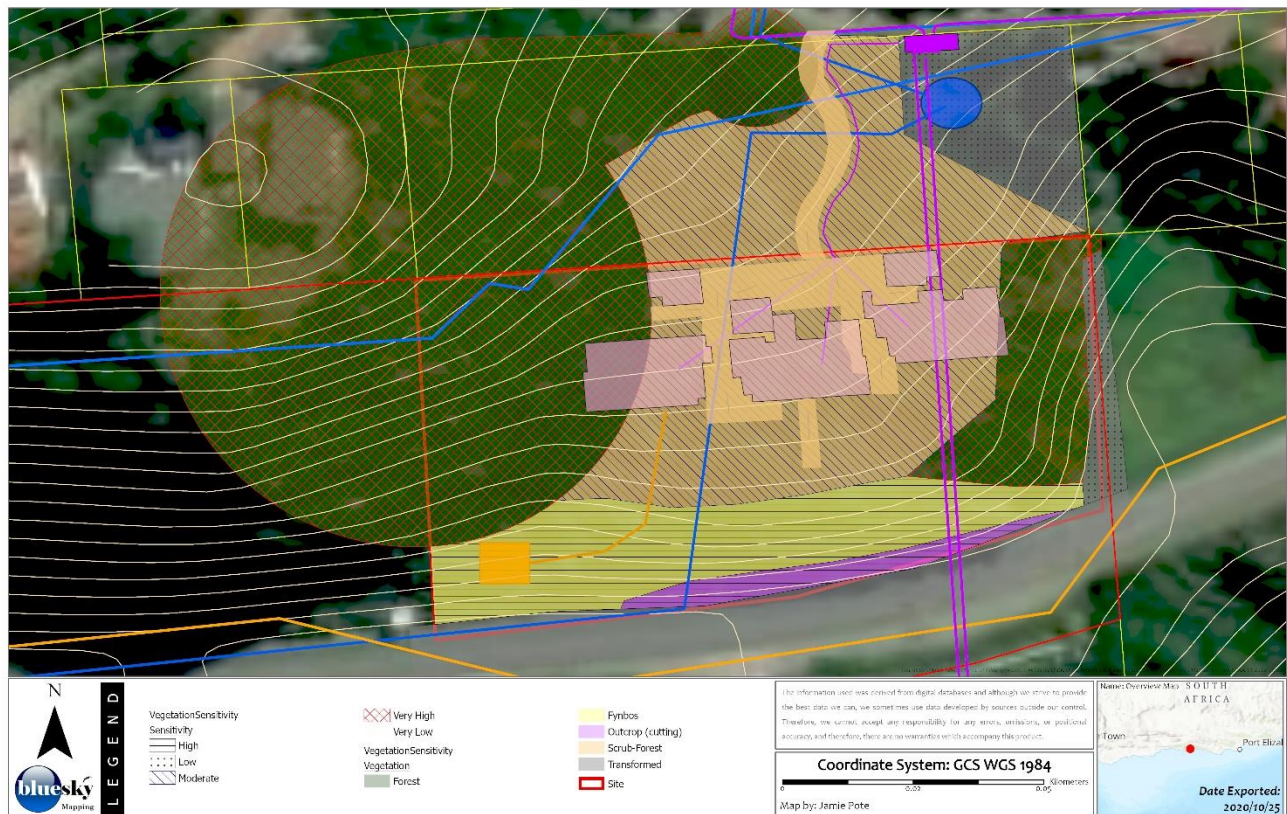 N
bluesky
Mapping
LEGEND
VegetationSensitivity
Sensitivity
High
Low
Moderate
Very High
Very Low
VegetationSensitivity
Vegetation
Forest
Fynbos
Outcrop (cutting)
Scrub-Forest
Transformed
Site
The information used was derived from digital databases and although we strive to provide
the best data we can, we sometimes use data developed by sources outside our control.
Therefore, we cannot accept any responsibility for any errors, omissions, or positional
accuracy, and therefore, there are no warranties which accompany this product.
Coordinate System: GCS WGS 1984
Kilometers
0 0.03 0.05
Map by: Jamie Pote
Name: Overview Map
SOUTH
AFRICA
Town
Port Elizal
Date Exported:
2020/10/25